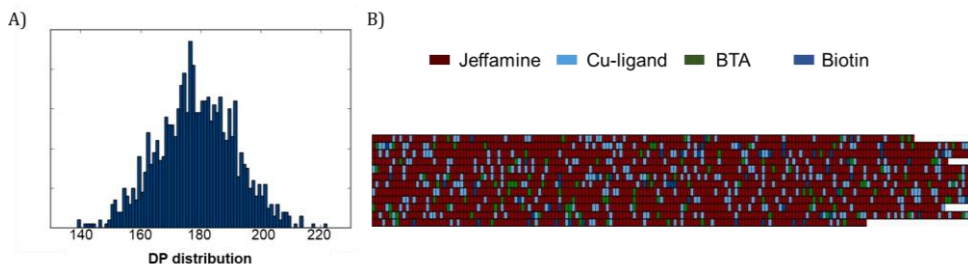 A)
140 160 180 200 220
DP distribution
B)
Jeffamine Cu-ligand BTA Biotin